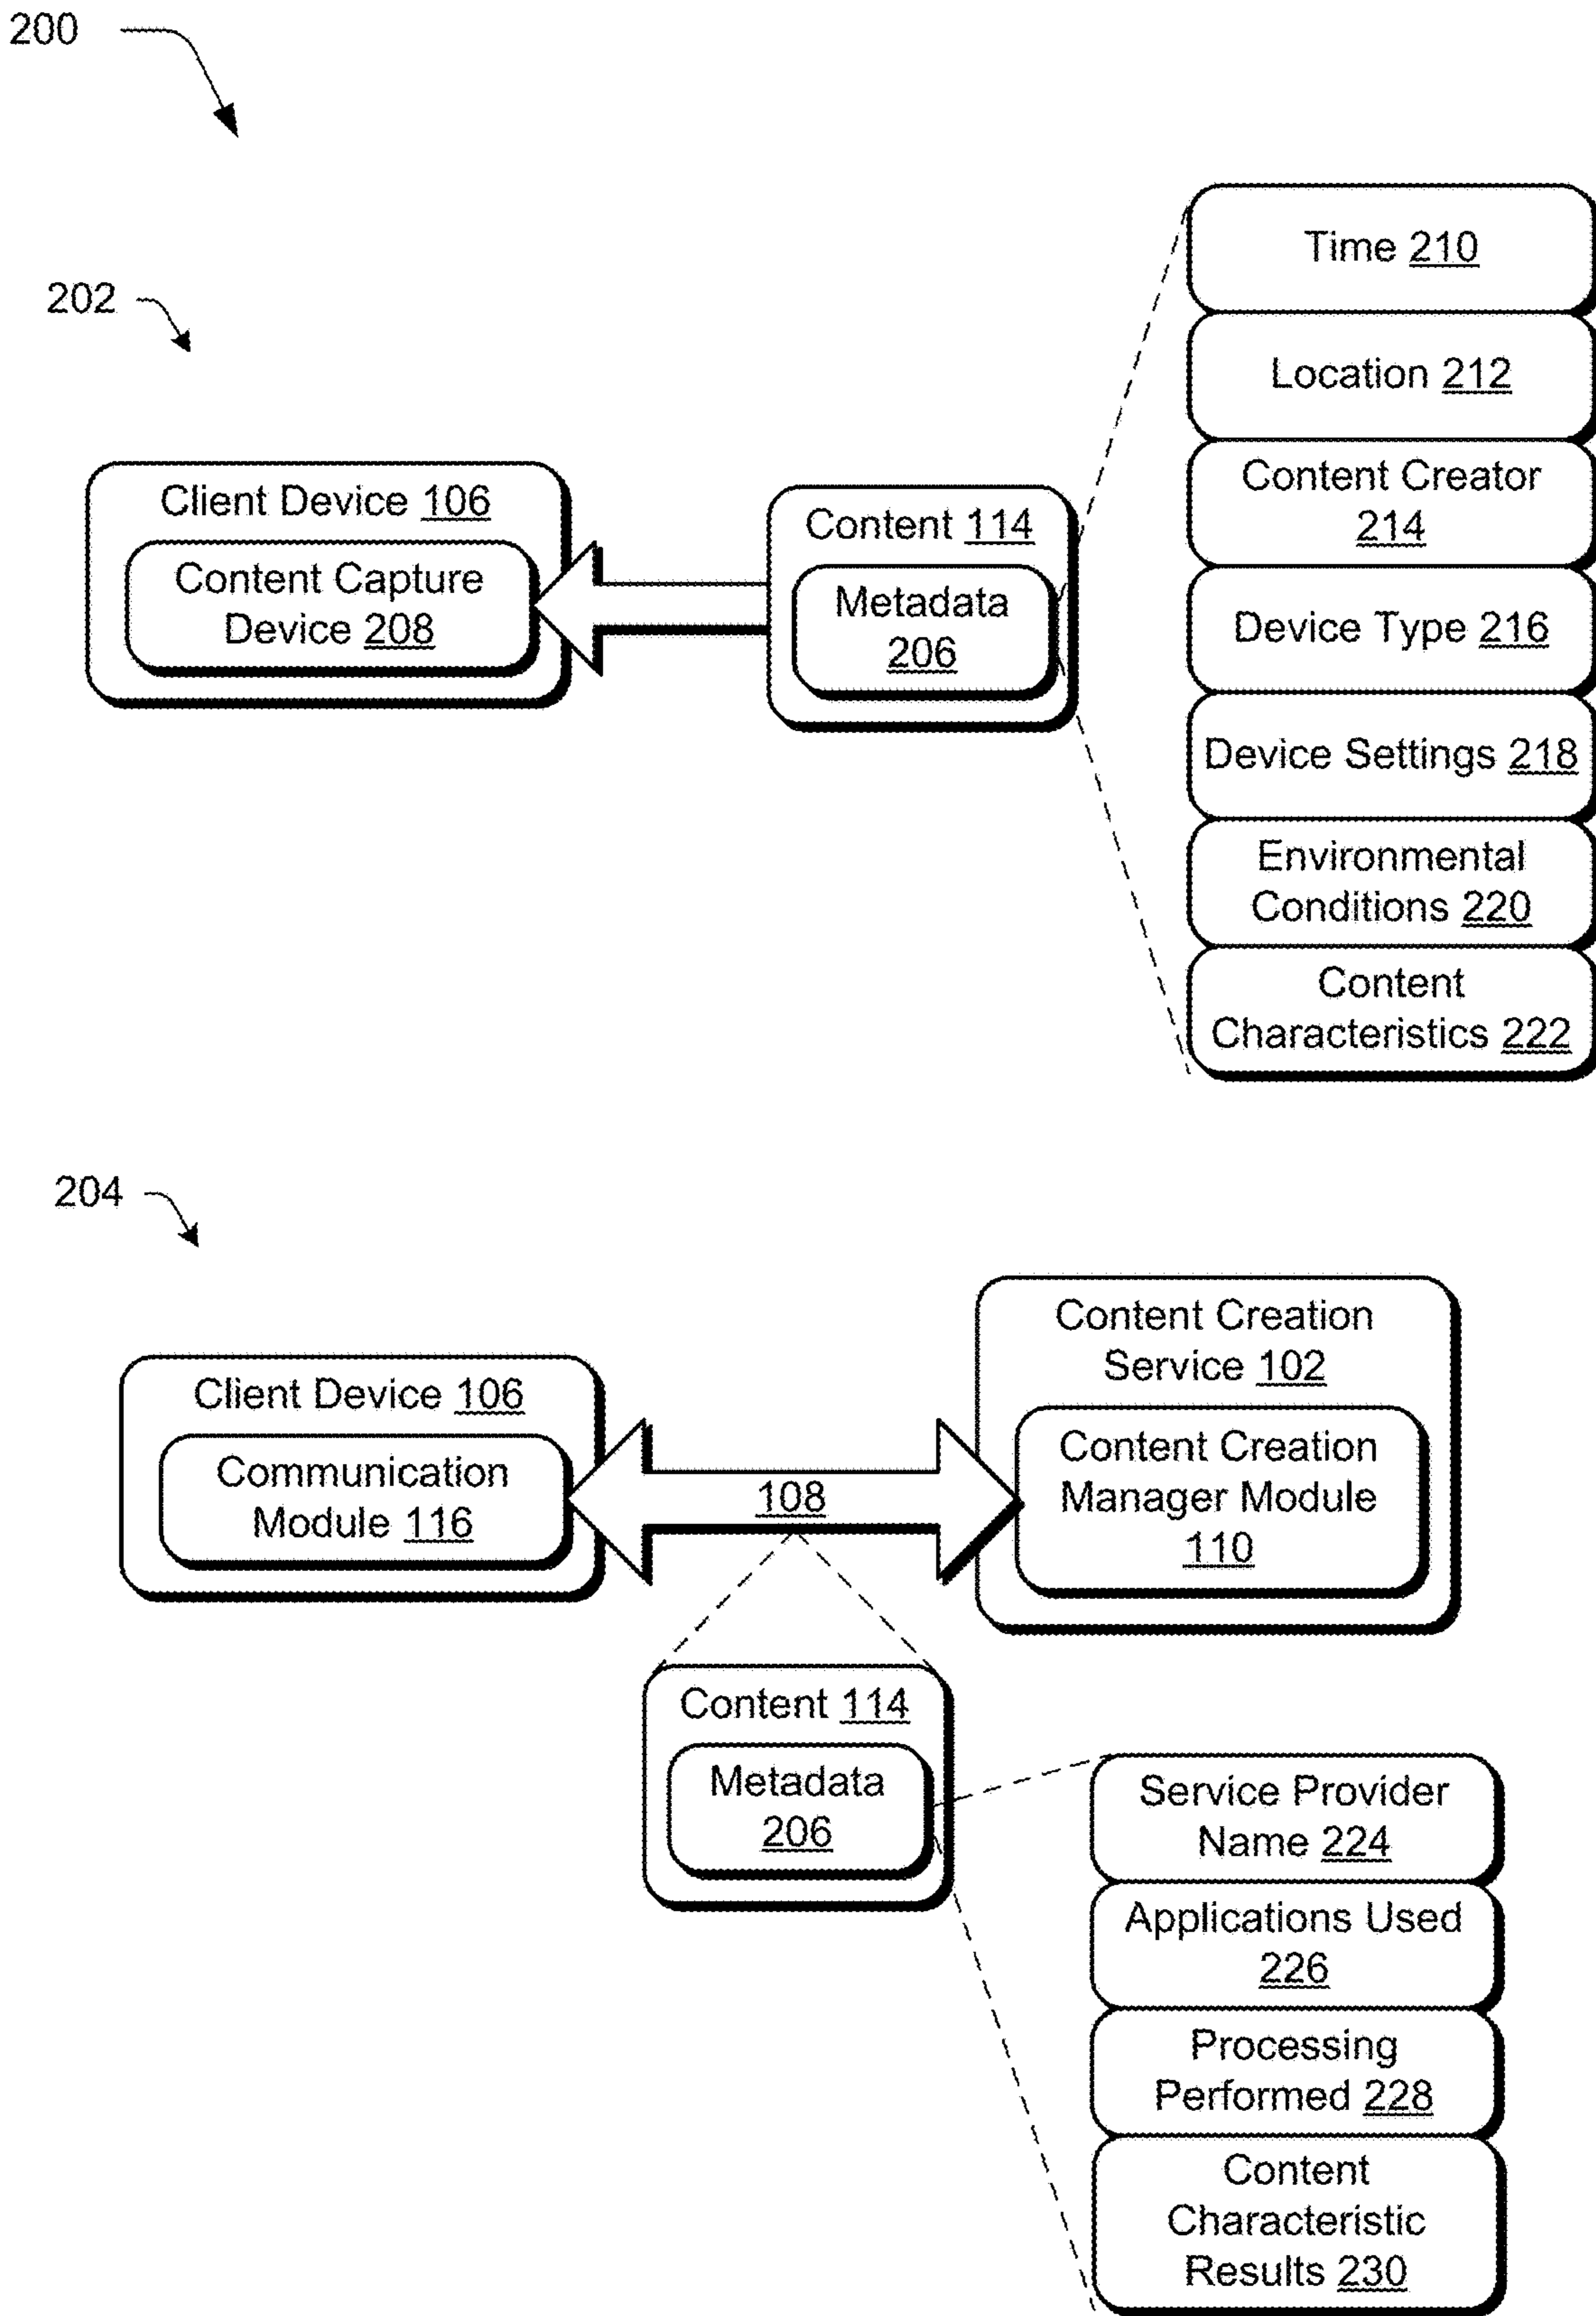 200
202
Time 210
Location 212
Content Creator
214
Device Type 216
Device Settings 218
Environmental
Conditions 220
Content
Characteristics 222
Client Device 106
Content Capture
Device 208
Content 114
Metadata
206
204
Client Device 106
Communication
Module 116
108
Content Creation
Service 102
Content Creation
Manager Module
110
Content 114
Metadata
206
Service Provider
Name 224
Applications Used
226
Processing
Performed 228
Content
Characteristic
Results 230